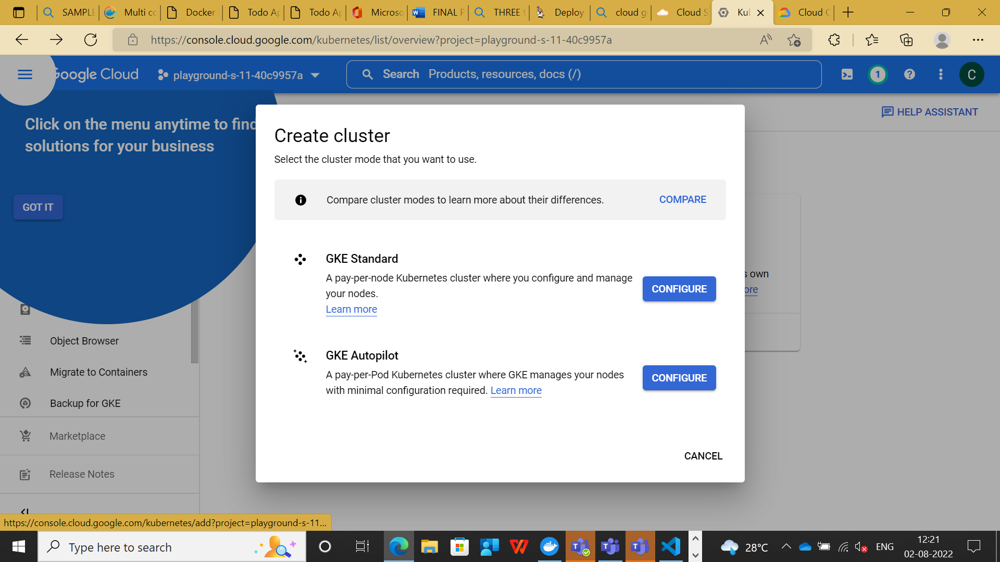 SAMPLE
Multi co
Docker
Todo Ap
Todo Ap
Microso
FINAL P
THREE t
Deploy
cloud g
Cloud S
Kub
Cloud C
https://console.cloud.google.com/kubernetes/list/overview?project=playground-s-11-40c9957a
Google Cloud
playground-s-11-40c9957a
Search Products, resources, docs (/)
1
C
HELP ASSISTANT
Click on the menu anytime to find
solutions for your business
GOT IT
Create cluster
Select the cluster mode that you want to use.
Compare cluster modes to learn more about their differences.
COMPARE
GKE Standard
A pay-per-node Kubernetes cluster where you configure and manage
your nodes.
Learn more
CONFIGURE
GKE Autopilot
A pay-per-Pod Kubernetes cluster where GKE manages your nodes
with minimal configuration required. Learn more
CONFIGURE
CANCEL
s own
ore
Object Browser
Migrate to Containers
Backup for GKE
Marketplace
Release Notes
https://console.cloud.google.com/kubernetes/add?project=playground-s-11...
Type here to search
28°C
ENG
12:21
02-08-2022